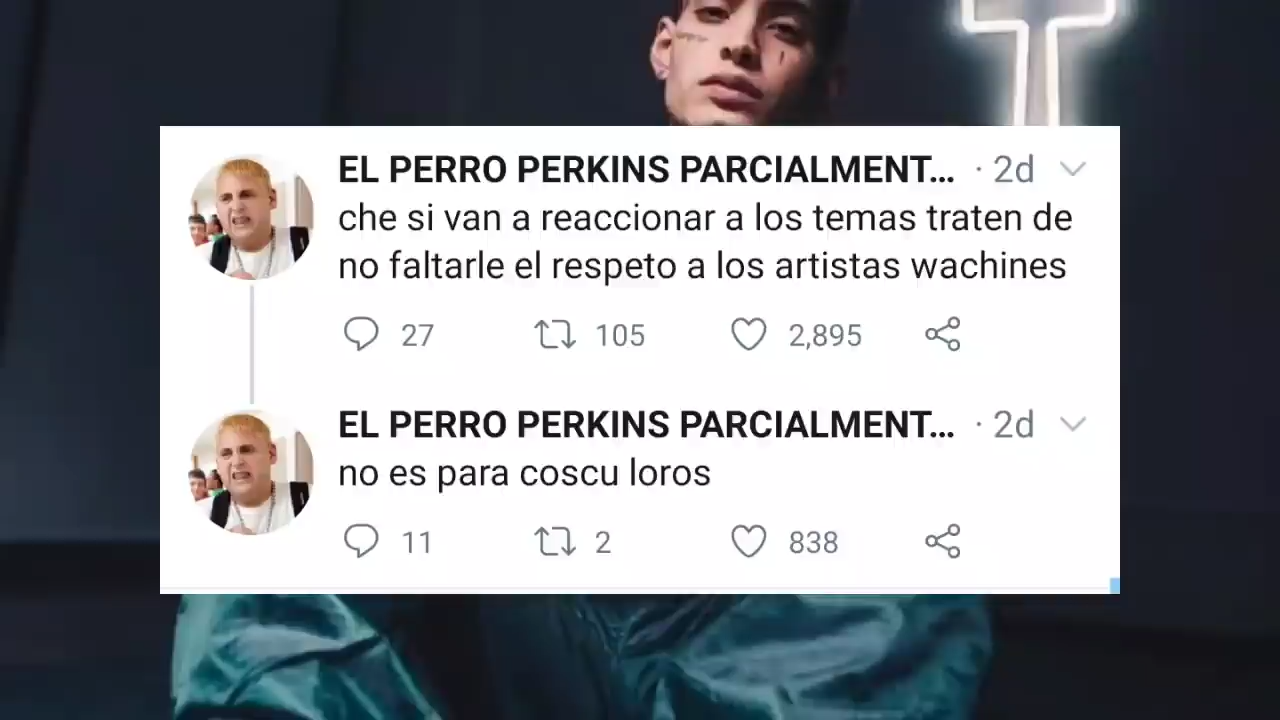 EL PERRO PERKINS PARCIALMENT... · 2d
che si van a reaccionar a los temas traten de
no faltarle el respeto a los artistas wachines
27 105 2,895
EL PERRO PERKINS PARCIALMENT... · 2d
no es para coscu loros
11 2 838